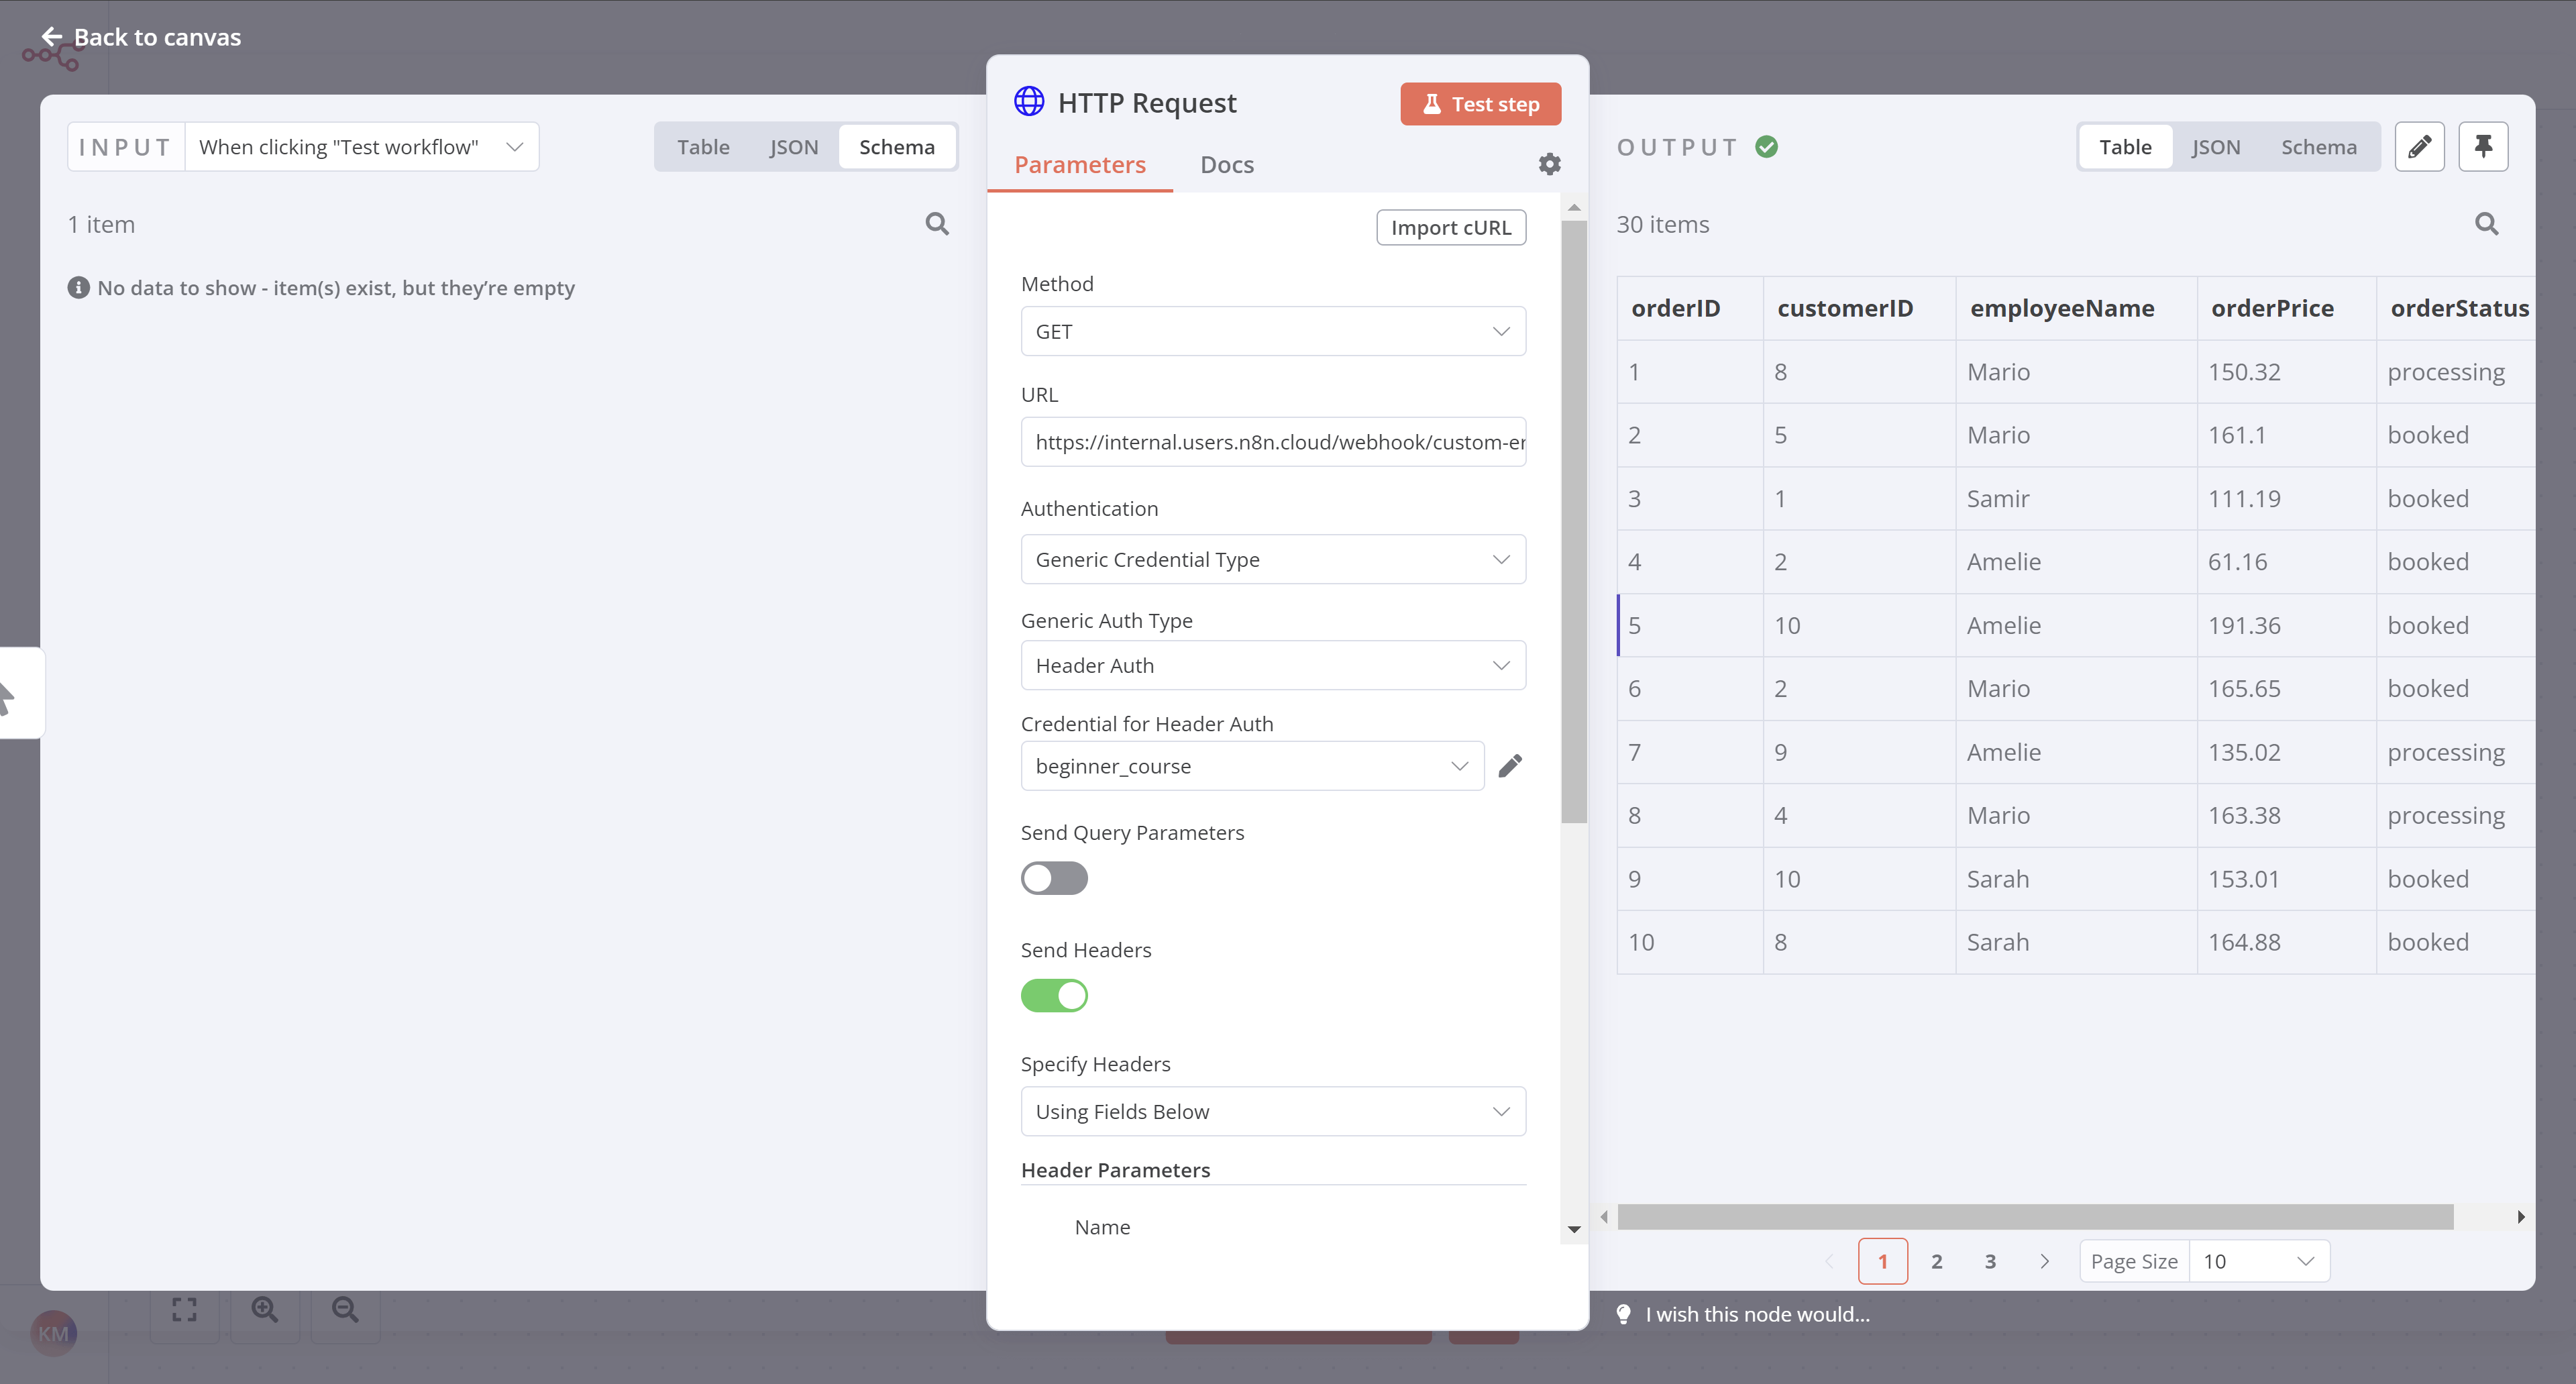 Back to canvas
INPUT When clicking "Test workflow"
Table JSON Schema
1 item
No data to show - item(s) exist, but they’re empty
HTTP Request
Test step
Parameters Docs
Import cURL
Method
GET
URL
https://internal.users.n8n.cloud/webhook/custom-er
Authentication
Generic Credential Type
Generic Auth Type
Header Auth
Credential for Header Auth
beginner_course
Send Query Parameters
Send Headers
Specify Headers
Using Fields Below
Header Parameters
Name
OUTPUT
Table JSON Schema
30 items
orderID customerID employeeName orderPrice orderStatus
1 8 Mario 150.32 processing
2 5 Mario 161.1 booked
3 1 Samir 111.19 booked
4 2 Amelie 61.16 booked
5 10 Amelie 191.36 booked
6 2 Mario 165.65 booked
7 9 Amelie 135.02 processing
8 4 Mario 163.38 processing
9 10 Sarah 153.01 booked
10 8 Sarah 164.88 booked
1 2 3 Page Size 10
I wish this node would...
KM